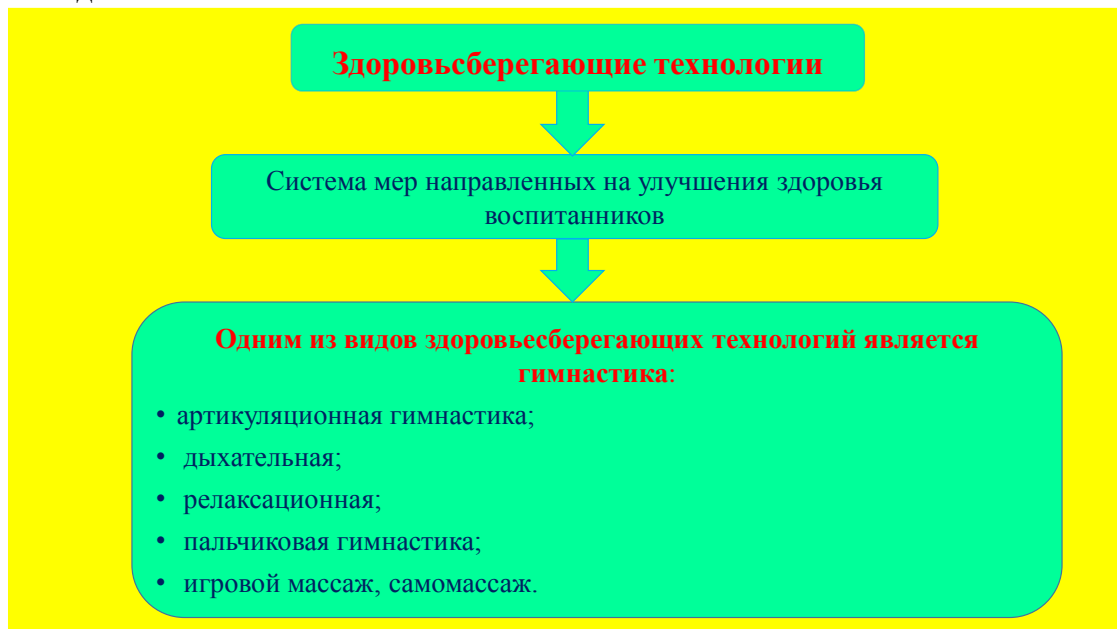 Здоровьсберегающие технологии
Система мер направленных на улучшения здоровья
воспитанников
Одним из видов здоровьесберегающих технологий является
гимнастика:
• артикуляционная гимнастика;
• дыхательная;
• релаксационная;
• пальчиковая гимнастика;
• игровой массаж, самомассаж.